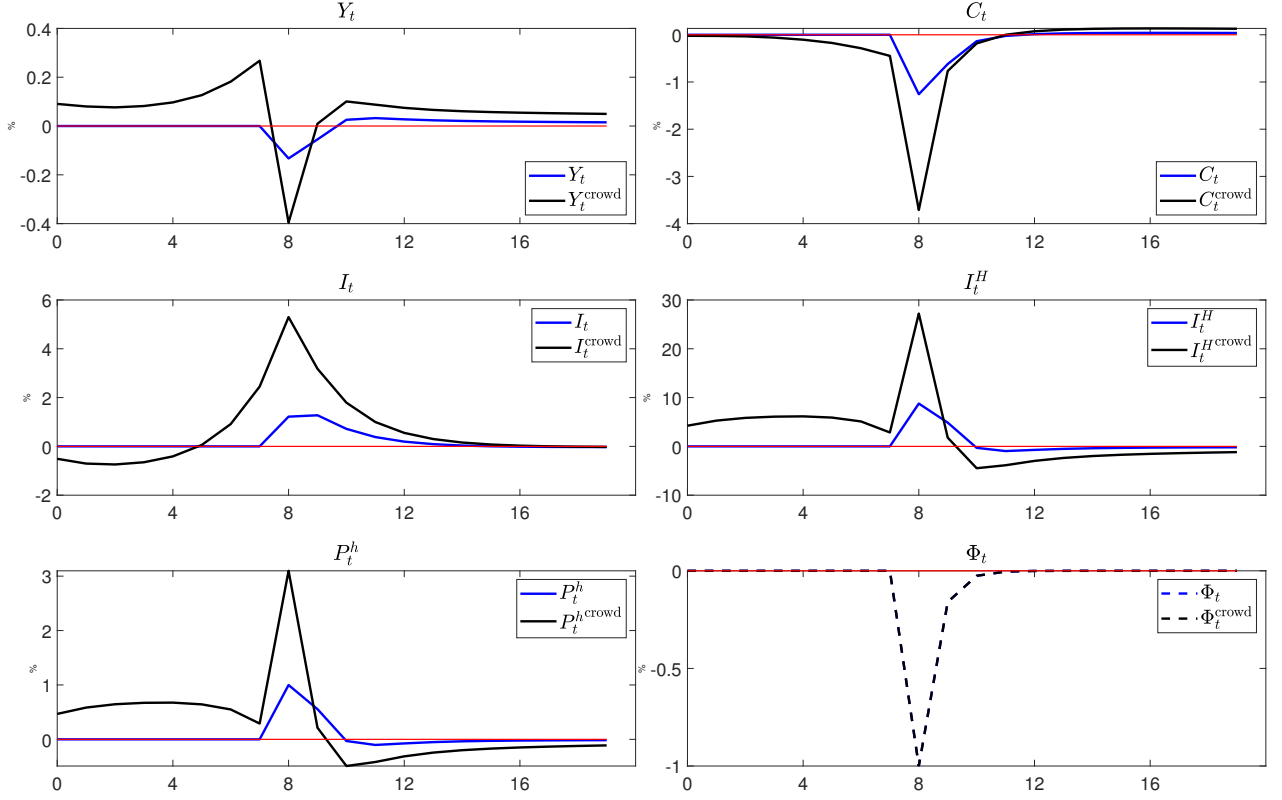 Y_t
0.4
0.2
0
-0.2
-0.4
%
Y_t
Y_t^crowd
0 4 8 12 16
C_t
0
-1
-2
-3
-4
%
C_t
C_t^crowd
0 4 8 12 16
I_t
6
4
2
0
-2
%
I_t
I_t^crowd
0 4 8 12 16
I_t^H
30
20
10
0
-10
%
I_t^H
I_t^H crowd
0 4 8 12 16
P_t^h
3
2
1
0
%
P_t^h
P_t^h crowd
0 4 8 12 16
Φ_t
0
-0.5
-1
%
Φ_t
Φ_t^crowd
0 4 8 12 16